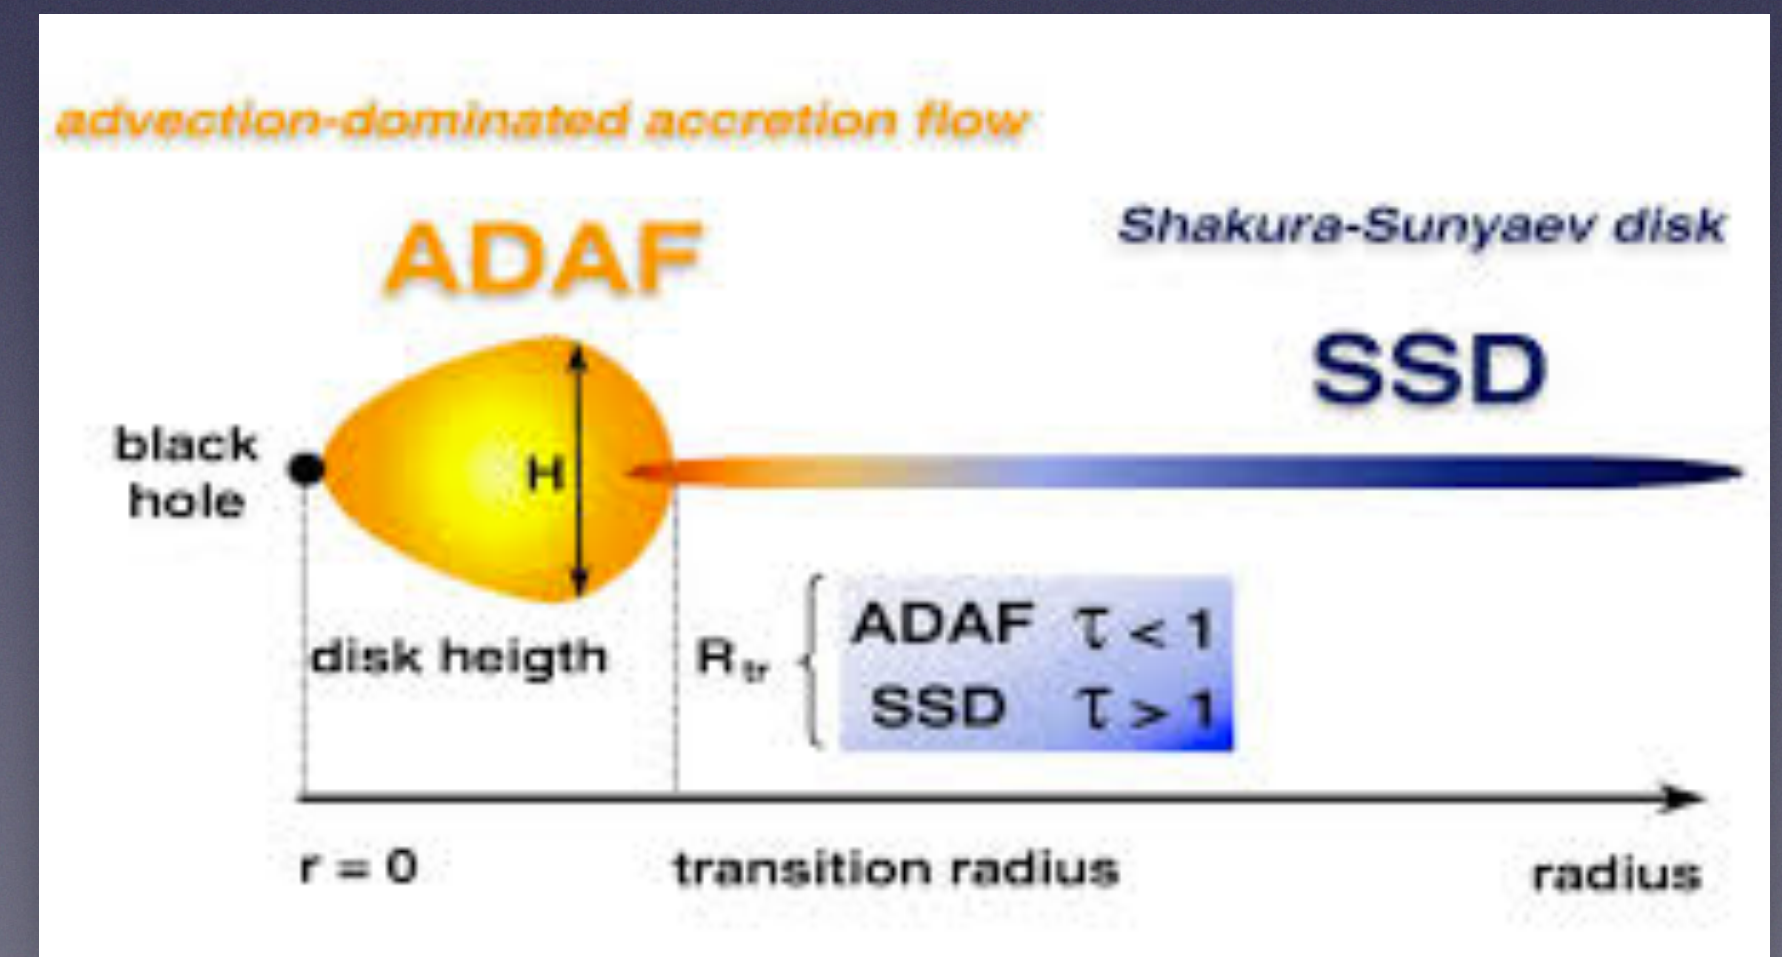 advection-dominated accretion flow
ADAF
Shakura-Sunyaev disk
SSD
black
hole
H
disk heigth
R tr
ADAF τ < 1
SSD τ > 1
r = 0
transition radius
radius